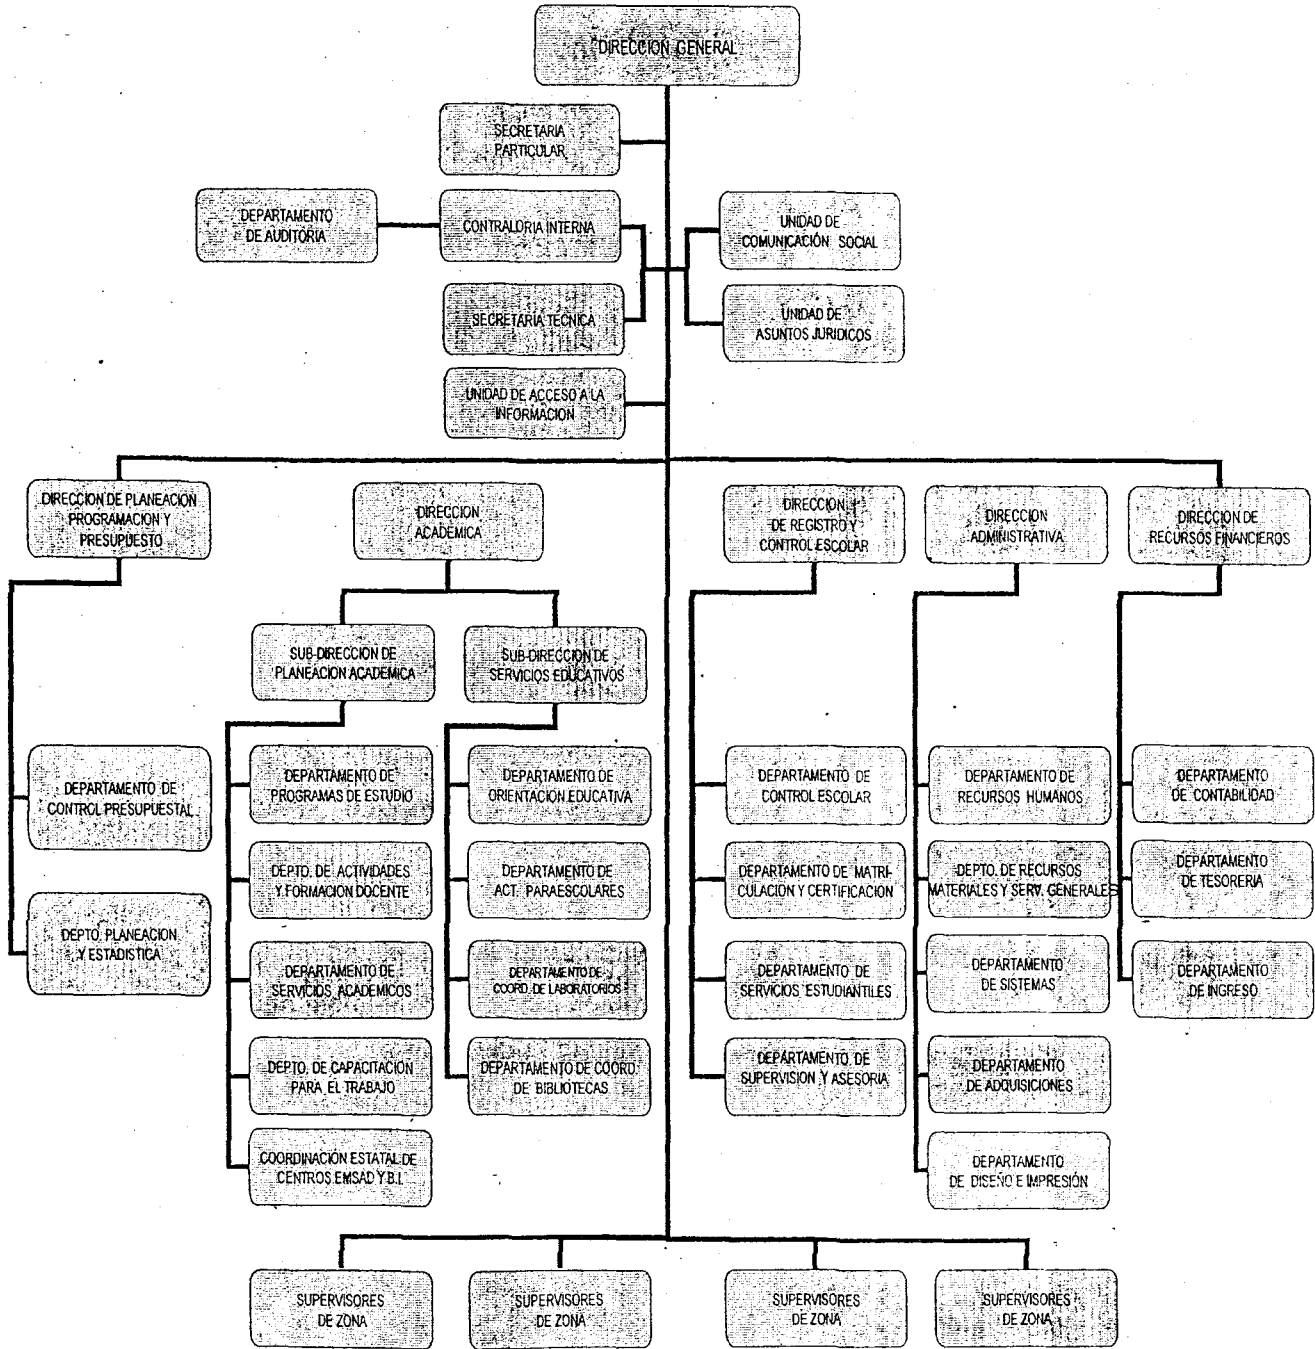 DIRECCION GENERAL
SECRETARIA
PARTICULAR
DEPARTAMENTO
DE AUDITORIA
CONTRALORIA INTERNA
UNIDAD DE
COMUNICACIÓN SOCIAL
SECRETARIA TECNICA
UNIDAD DE
ASUNTOS JURIDICOS
UNIDAD DE ACCESO A LA
INFORMACION
DIRECCION DE PLANEACION
PROGRAMACION Y
PRESUPUESTO
DIRECCION
ACADEMICA
DIRECCION
DE REGISTRO Y
CONTROL ESCOLAR
DIRECCION
ADMINISTRATIVA
DIRECCION DE
RECURSOS FINANCIEROS
SUB-DIRECCION DE
PLANEACION ACADEMICA
SUB-DIRECCION DE
SERVICIOS EDUCATIVOS
DEPARTAMENTO DE
CONTROL PRESUPUESTAL
DEPARTAMENTO DE
PROGRAMAS DE ESTUDIO
DEPARTAMENTO DE
ORIENTACION EDUCATIVA
DEPARTAMENTO DE
CONTROL ESCOLAR
DEPARTAMENTO DE
RECURSOS HUMANOS
DEPARTAMENTO
DE CONTABILIDAD
DEPTO. DE ACTIVIDADES
Y FORMACION DOCENTE
DEPARTAMENTO DE
ACT. PARAESCOLARES
DEPARTAMENTO DE MATRI-
CULACIÓN Y CERTIFICACIÓN
DEPTO. DE RECURSOS
MATERIALES Y SERV. GENERALES
DEPARTAMENTO
DE TESORERIA
DEPTO. PLANEACION
Y ESTADISTICA
DEPARTAMENTO DE
SERVICIOS ACADEMICOS
DEPARTAMENTO DE
COORD. DE LABORATORIOS
DEPARTAMENTO DE
SERVICIOS ESTUDIANTILES
DEPARTAMENTO
DE SISTEMAS
DEPARTAMENTO
DE INGRESO
DEPTO. DE CAPACITACION
PARA EL TRABAJO
DEPARTAMENTO DE COORD.
DE BIBLIOTECAS
DEPARTAMENTO DE
SUPERVISION Y ASESORIA
DEPARTAMENTO
DE ADQUISICIONES
COORDINACIÓN ESTATAL DE
CENTROS EMSAD Y B.I.
DEPARTAMENTO
DE DISEÑO E IMPRESIÓN
SUPERVISORES
DE ZONA
SUPERVISORES
DE ZONA
SUPERVISORES
DE ZONA
SUPERVISORES
DE ZONA